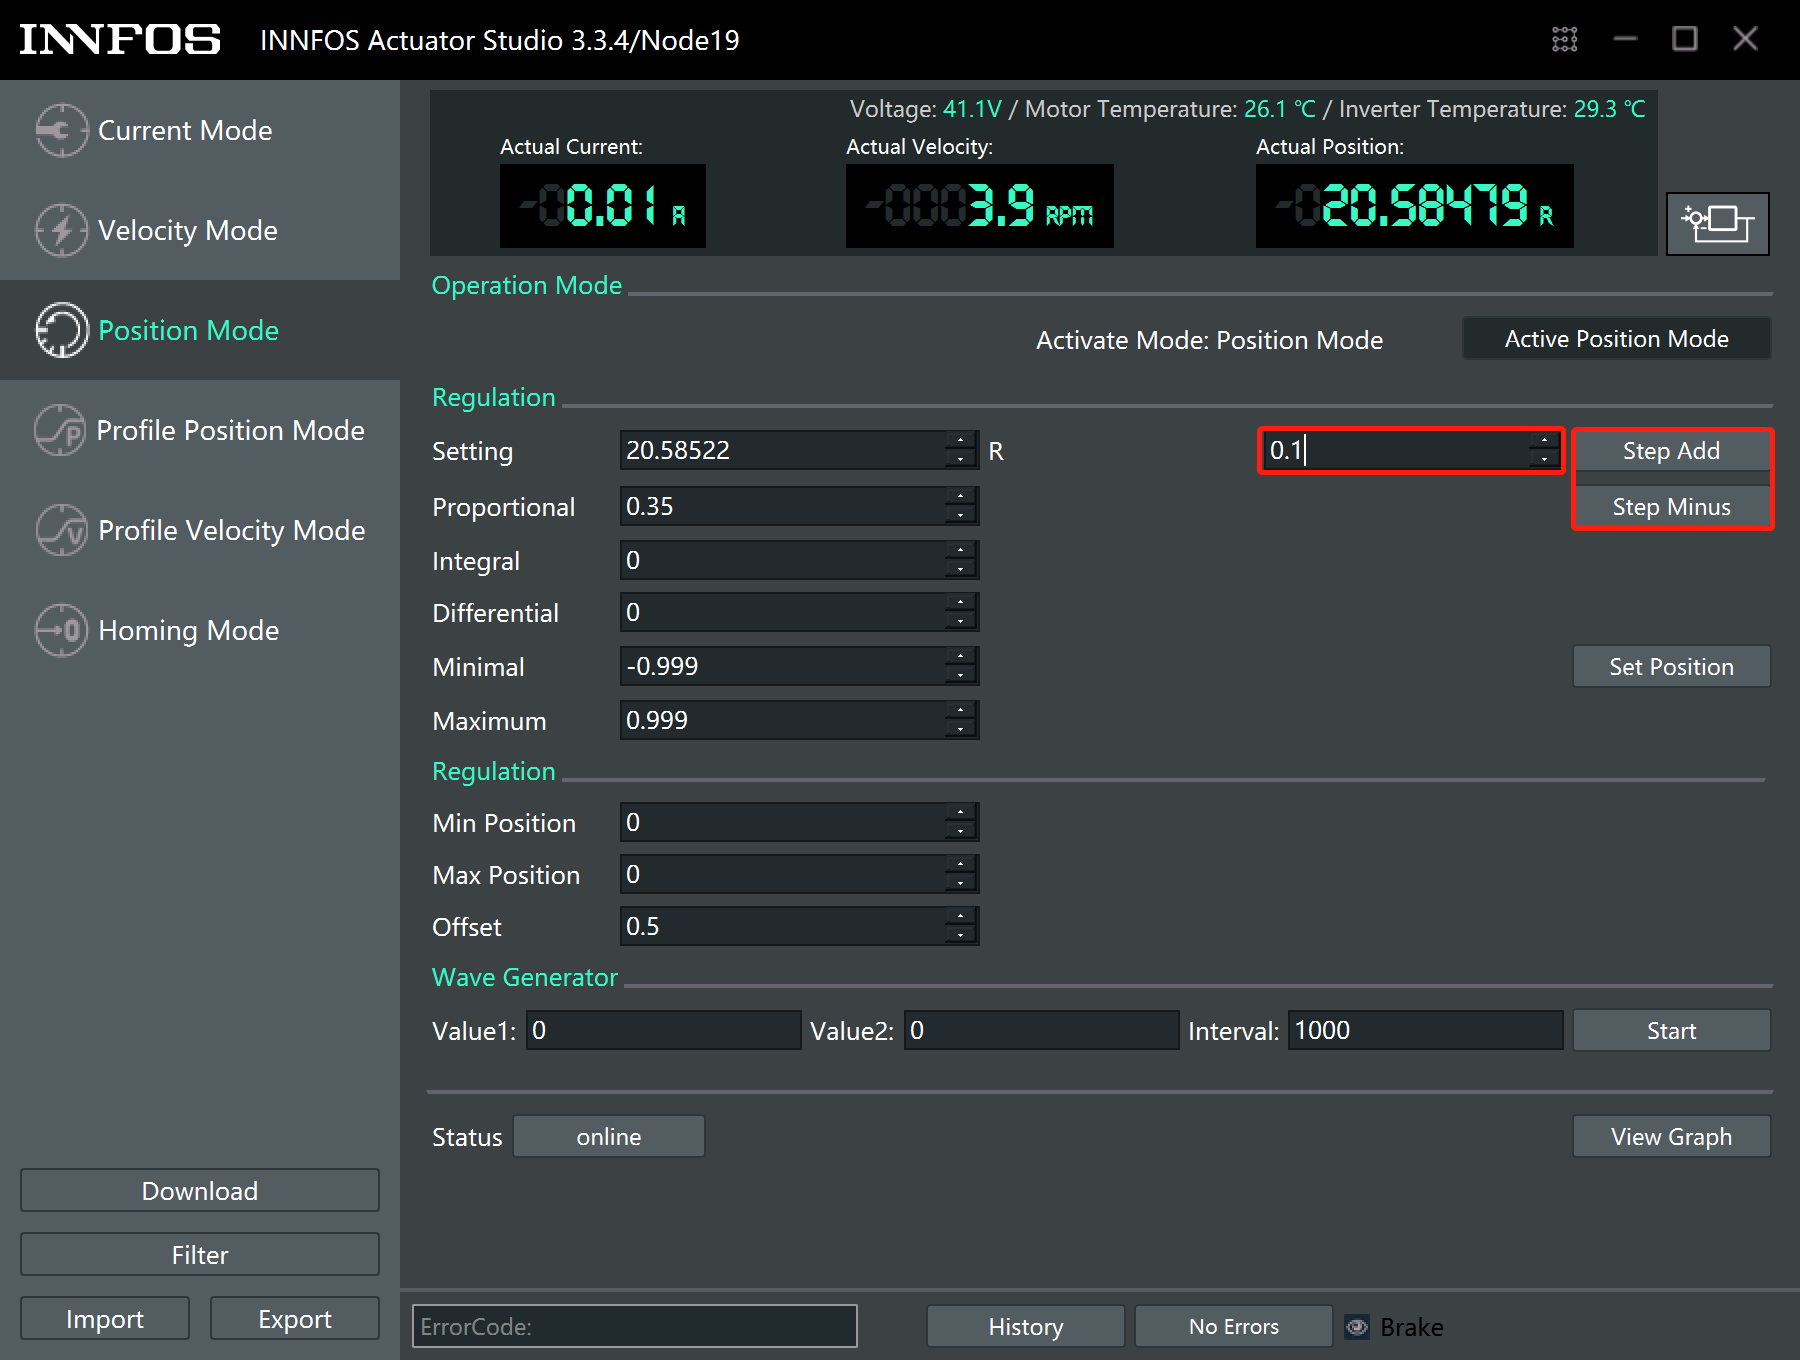 INNFOS
INNFOS Actuator Studio 3.3.4/Node19
Current Mode
Velocity Mode
Position Mode
Profile Position Mode
Profile Velocity Mode
Homing Mode
Download
Filter
Import
Export
Voltage: 41.1V / Motor Temperature: 26.1 ℃ / Inverter Temperature: 29.3 ℃
Actual Current:
0.01 A
Actual Velocity:
3.9 RPM
Actual Position:
20.58479 R
Operation Mode
Activate Mode: Position Mode
Active Position Mode
Regulation
Setting 20.58522 R 0.1 Step Add
Proportional 0.35 Step Minus
Integral 0
Differential 0
Minimal -0.999 Set Position
Maximum 0.999
Regulation
Min Position 0
Max Position 0
Offset 0.5
Wave Generator
Value1: 0 Value2: 0 Interval: 1000 Start
Status online View Graph
ErrorCode: History No Errors Brake